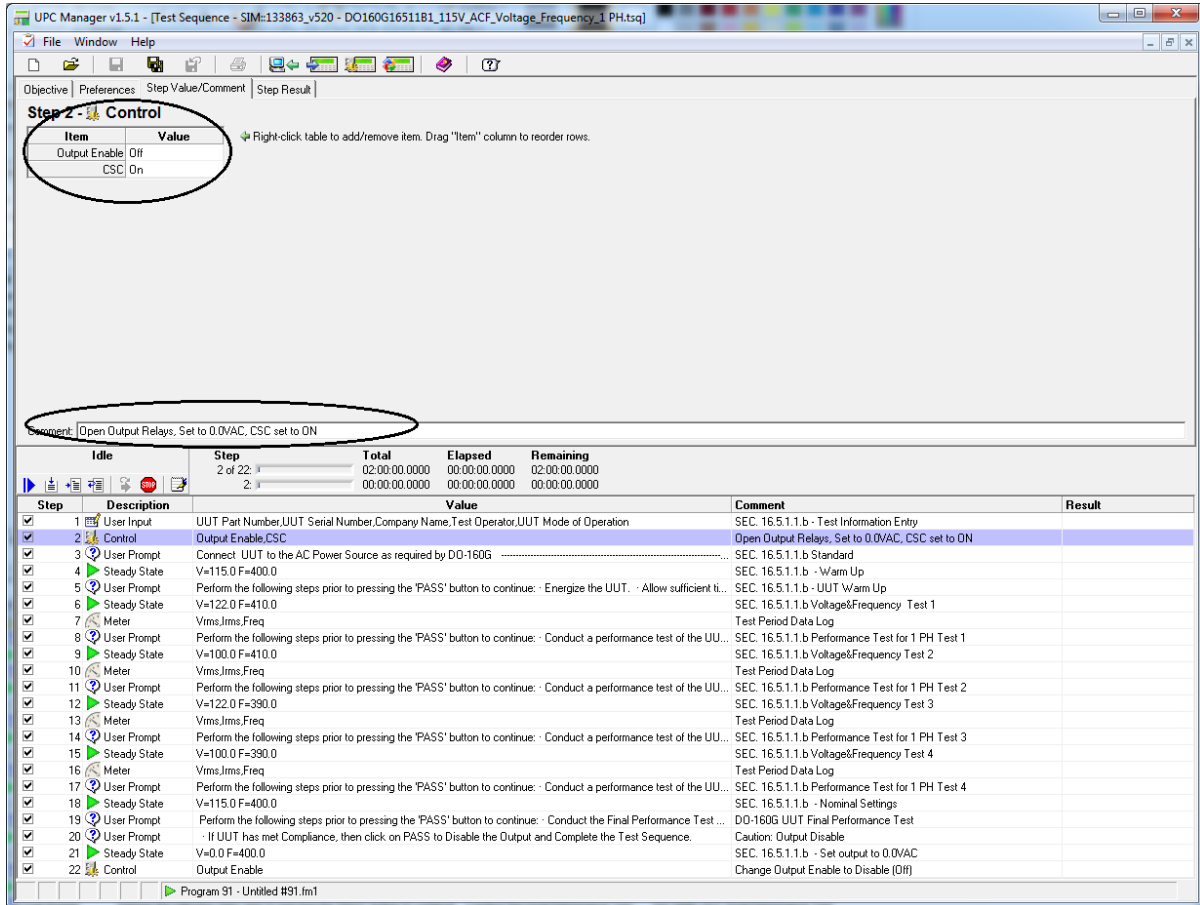 UPC Manager v1.5.1 - [Test Sequence - SIM::133863_v520 - DO160G16511B1_115V_ACF_Voltage_Frequency_1 PH.tsq]
File Window Help
Objective Preferences Step Value/Comment Step Result
Step 2 - Control
Item Value
Right-click table to add/remove item. Drag "Item" column to reorder rows.
Output Enable Off
CSC On
Comment: Open Output Relays, Set to 0.0VAC, CSC set to ON
Idle Step Total Elapsed Remaining
2 of 22: 02:00:00.0000 00:00:00.0000 02:00:00.0000
2: 00:00:00.0000 00:00:00.0000 00:00:00.0000
STOP
Step Description Value Comment Result
1 User Input UUT Part Number,UUT Serial Number,Company Name,Test Operator,UUT Mode of Operation SEC. 16.5.1.1.b - Test Information Entry
2 Control Output Enable,CSC Open Output Relays, Set to 0.0VAC, CSC set to ON
3 User Prompt Connect UUT to the AC Power Source as required by DO-160G ------------------------------... SEC. 16.5.1.1.b Standard
4 Steady State V=115.0 F=400.0 SEC. 16.5.1.1.b - Warm Up
5 User Prompt Perform the following steps prior to pressing the 'PASS' button to continue: · Energize the UUT. · Allow sufficient ti... SEC. 16.5.1.1.b - UUT Warm Up
6 Steady State V=122.0 F=410.0 SEC. 16.5.1.1.b Voltage&Frequency Test 1
7 Meter Vrms,Irms,Freq Test Period Data Log
8 User Prompt Perform the following steps prior to pressing the 'PASS' button to continue: · Conduct a performance test of the UU... SEC. 16.5.1.1.b Performance Test for 1 PH Test 1
9 Steady State V=100.0 F=410.0 SEC. 16.5.1.1.b Voltage&Frequency Test 2
10 Meter Vrms,Irms,Freq Test Period Data Log
11 User Prompt Perform the following steps prior to pressing the 'PASS' button to continue: · Conduct a performance test of the UU... SEC. 16.5.1.1.b Performance Test for 1 PH Test 2
12 Steady State V=122.0 F=390.0 SEC. 16.5.1.1.b Voltage&Frequency Test 3
13 Meter Vrms,Irms,Freq Test Period Data Log
14 User Prompt Perform the following steps prior to pressing the 'PASS' button to continue: · Conduct a performance test of the UU... SEC. 16.5.1.1.b Performance Test for 1 PH Test 3
15 Steady State V=100.0 F=390.0 SEC. 16.5.1.1.b Voltage&Frequency Test 4
16 Meter Vrms,Irms,Freq Test Period Data Log
17 User Prompt Perform the following steps prior to pressing the 'PASS' button to continue: · Conduct a performance test of the UU... SEC. 16.5.1.1.b Performance Test for 1 PH Test 4
18 Steady State V=115.0 F=400.0 SEC. 16.5.1.1.b - Nominal Settings
19 User Prompt Perform the following steps prior to pressing the 'PASS' button to continue: · Conduct the Final Performance Test ... DO-160G UUT Final Performance Test
20 User Prompt · If UUT has met Compliance, then click on PASS to Disable the Output and Complete the Test Sequence. Caution: Output Disable
21 Steady State V=0.0 F=400.0 SEC. 16.5.1.1.b - Set output to 0.0VAC
22 Control Output Enable Change Output Enable to Disable (Off)
Program 91 - Untitled #91.fm1